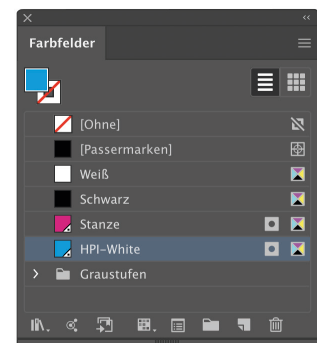 Farbfelder
[Ohne]
[Passermarken]
Weiß
Schwarz
Stanze
HPI-White
Graustufen